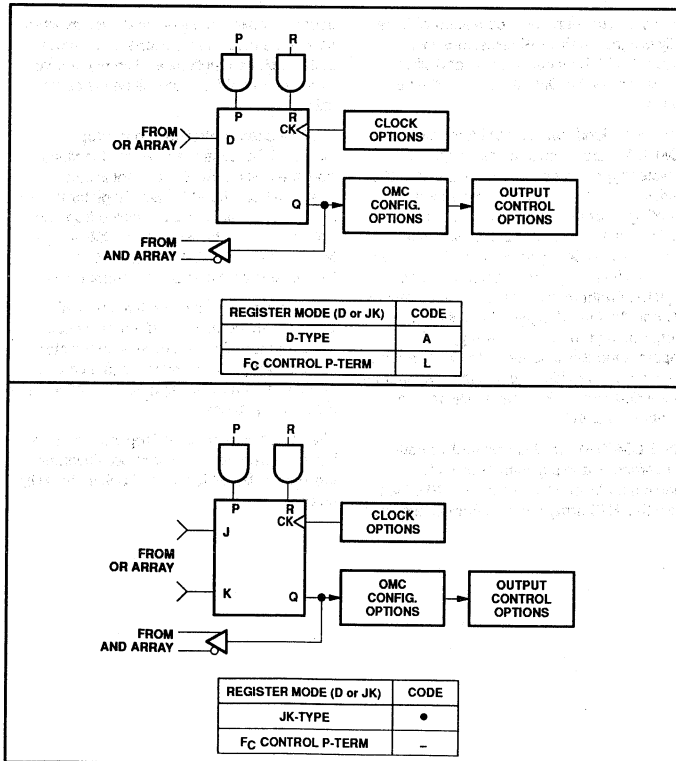 P R
P R
CK
D
Q
FROM
OR ARRAY
CLOCK
OPTIONS
OMC
CONFIG.
OPTIONS
OUTPUT
CONTROL
OPTIONS
FROM
AND ARRAY
REGISTER MODE (D or JK) CODE
D-TYPE A
FC CONTROL P-TERM L
P R
P R
CK
J
K
Q
FROM
OR ARRAY
CLOCK
OPTIONS
OMC
CONFIG.
OPTIONS
OUTPUT
CONTROL
OPTIONS
FROM
AND ARRAY
REGISTER MODE (D or JK) CODE
JK-TYPE ●
FC CONTROL P-TERM –